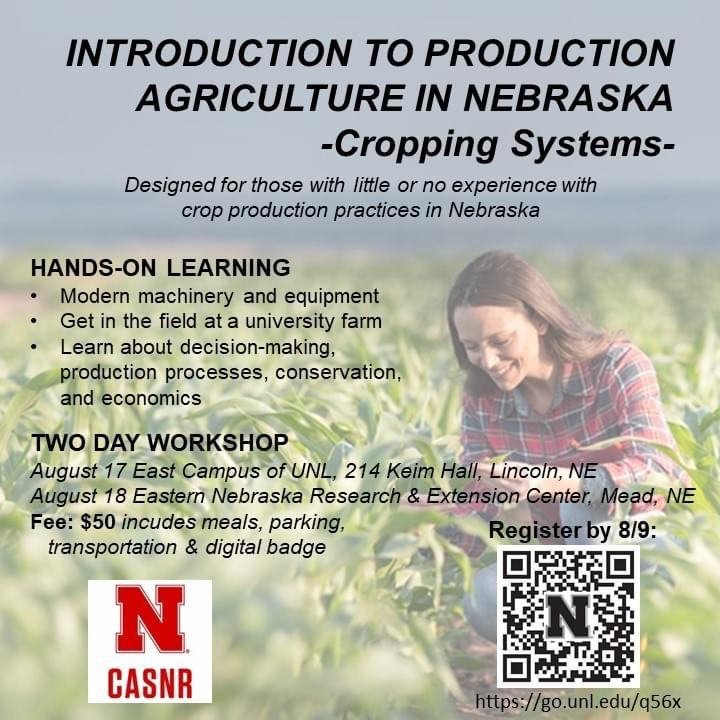 INTRODUCTION TO PRODUCTION
AGRICULTURE IN NEBRASKA
-Cropping Systems-
Designed for those with little or no experience with
crop production practices in Nebraska
HANDS-ON LEARNING
• Modern machinery and equipment
• Get in the field at a university farm
• Learn about decision-making,
production processes, conservation,
and economics
TWO DAY WORKSHOP
August 17 East Campus of UNL, 214 Keim Hall, Lincoln, NE
August 18 Eastern Nebraska Research & Extension Center, Mead, NE
Fee: $50 incudes meals, parking,
transportation & digital badge
Register by 8/9:
N
N
CASNR
https://go.unl.edu/q56x